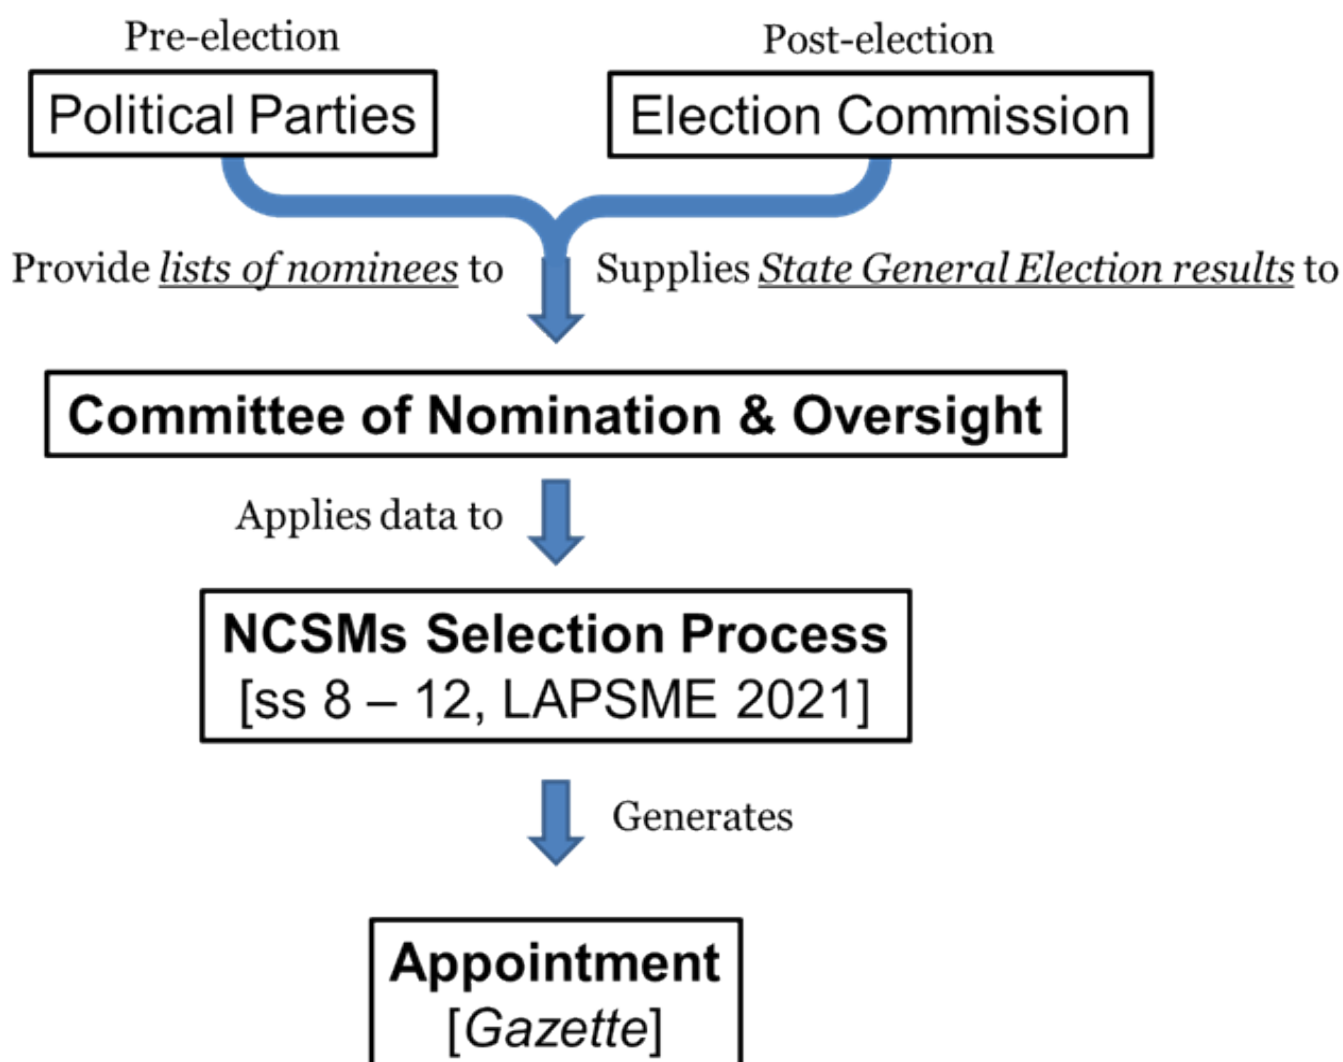 Pre-election
Post-election
Political Parties
Election Commission
Provide lists of nominees to
Supplies State General Election results to
Committee of Nomination & Oversight
Applies data to
NCSMs Selection Process
[ss 8 – 12, LAPSME 2021]
Generates
Appointment
[Gazette]